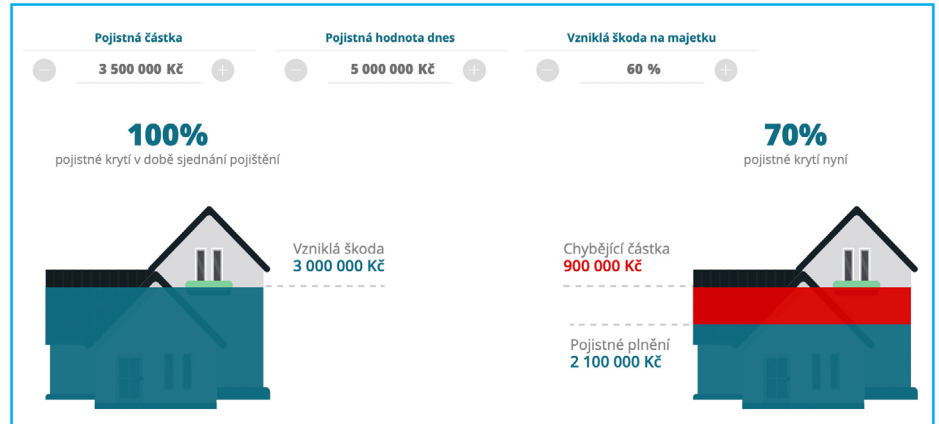 Pojistná částka
Pojistná hodnota dnes
Vzniklá škoda na majetku
3 500 000 Kč
5 000 000 Kč
60 %
100%
pojistné krytí v době sjednání pojištění
70%
pojistné krytí nyní
Vzniklá škoda
3 000 000 Kč
Chybějící částka
900 000 Kč
Pojistné plnění
2 100 000 Kč